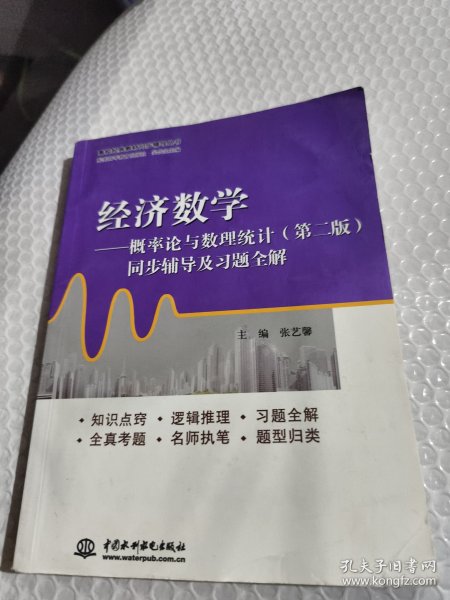 经济数学
——概率论与数理统计(第二版)
同步辅导及习题全解
主 编 张艺馨
·知识点窍 ·逻辑推理 ·习题全解
·全真考题 ·名师执笔 ·题型归类
中国水利水电出版社
www.waterpub.com.cn
孔夫子旧书网
www.kongfz.com